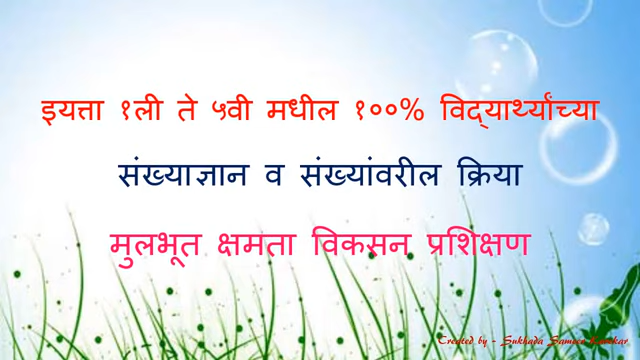 इयत्ता १ली ते ५वी मधील १००% विद्यार्थ्यांच्या
संख्याज्ञान व संख्यांवरील क्रिया
मुलभूत क्षमता विकसन प्रशिक्षण
Created by - Sukhada Sameer